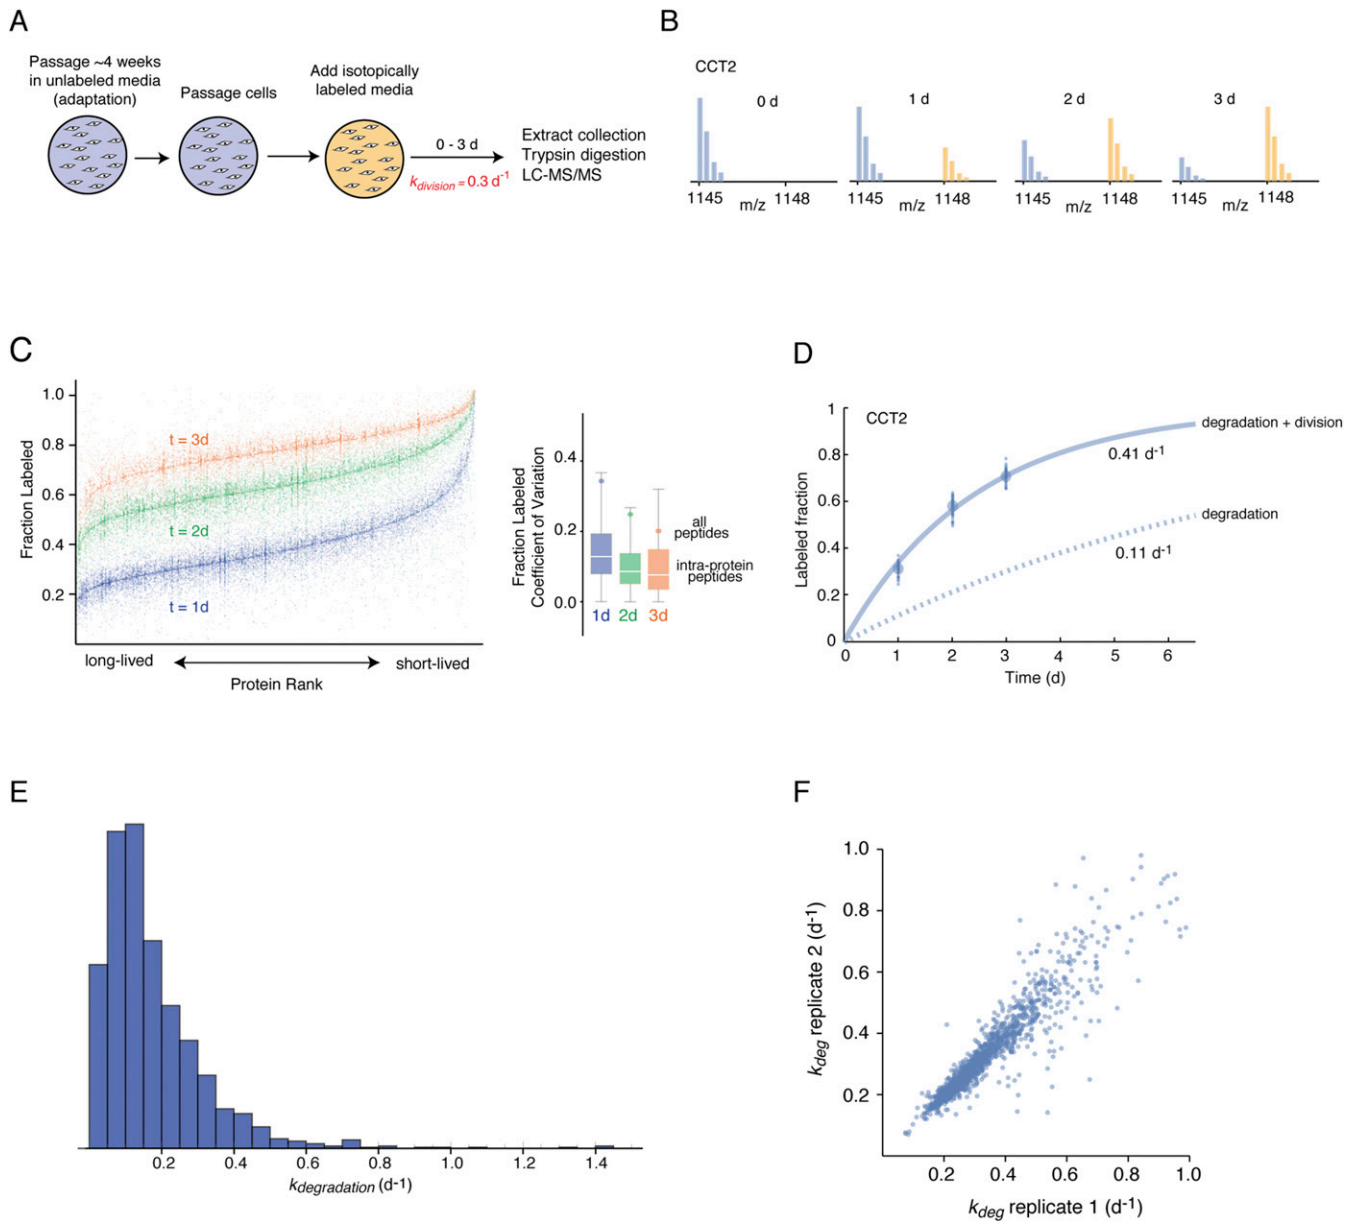 A
Passage ~4 weeks
in unlabeled media
(adaptation)
Passage cells
Add isotopically
labeled media
0 - 3 d
k_division = 0.3 d⁻¹
Extract collection
Trypsin digestion
LC-MS/MS
B
CCT2
0 d
1 d
2 d
3 d
1145 m/z 1148
1145 m/z 1148
1145 m/z 1148
1145 m/z 1148
C
Fraction Labeled
1.0
0.8
0.6
0.4
0.2
t = 3d
t = 2d
t = 1d
long-lived
short-lived
Protein Rank
Fraction Labeled
Coefficient of Variation
0.4
0.2
0.0
all
peptides
intra-protein
peptides
1d 2d 3d
D
CCT2
Labeled fraction
1
0.8
0.6
0.4
0.2
0
degradation + division
0.41 d⁻¹
degradation
0.11 d⁻¹
0 1 2 3 4 5 6
Time (d)
E
0.2 0.4 0.6 0.8 1.0 1.2 1.4
k_degradation (d-1)
F
k_deg replicate 2 (d⁻¹)
1.0
0.8
0.6
0.4
0.2
0.2 0.4 0.6 0.8 1.0
k_deg replicate 1 (d⁻¹)